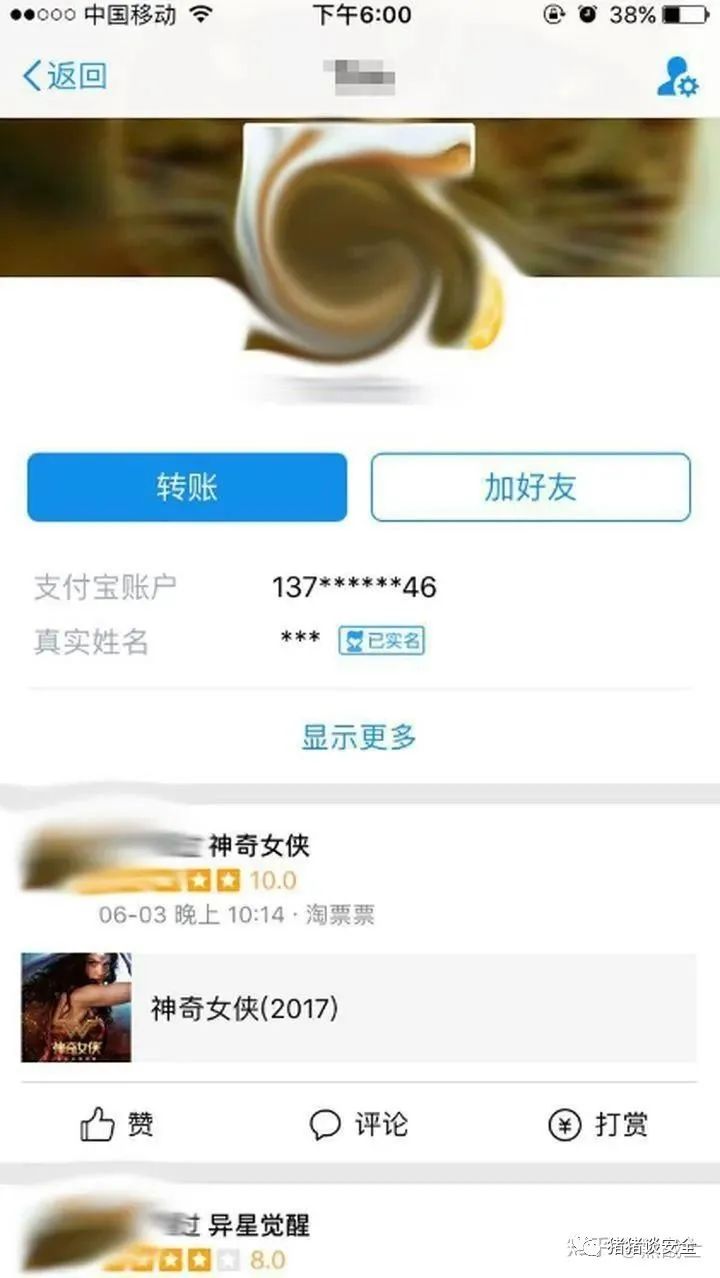 中国移动 下午6:00 38%
返回
转账 加好友
支付宝账户 137******46
真实姓名 *** 已实名
显示更多
神奇女侠
10.0
06-03 晚上 10:14 · 淘票票
神奇女侠
神奇女侠(2017)
赞 评论 打赏
过 异星觉醒
8.0
猪猪谈安全